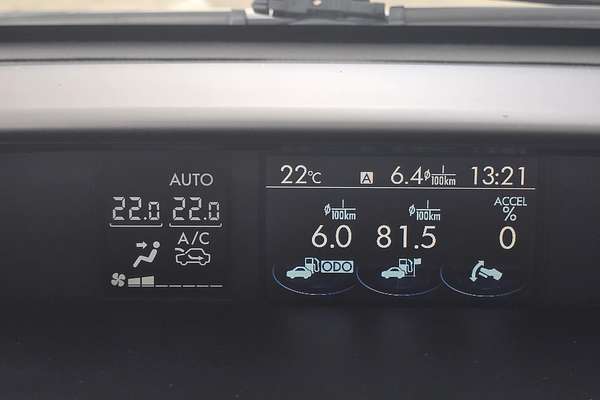 AUTO
22.0 22.0
A/C
22°C A 6.4 ø l/100km 13:21
ø l/100km ø l/100km ACCEL %
6.0 81.5 0
ODO